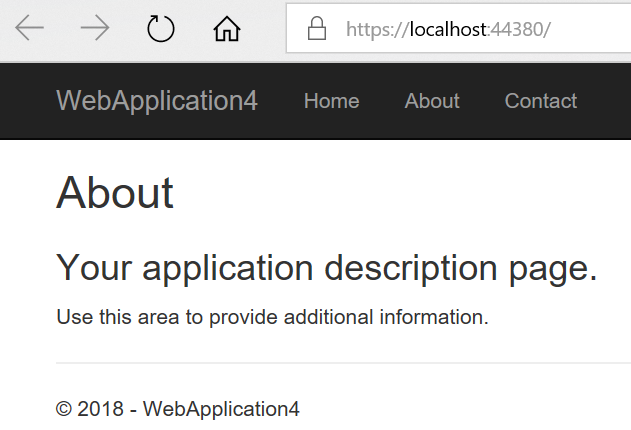 https://localhost:44380/
WebApplication4 Home About Contact
About
Your application description page.
Use this area to provide additional information.
© 2018 - WebApplication4